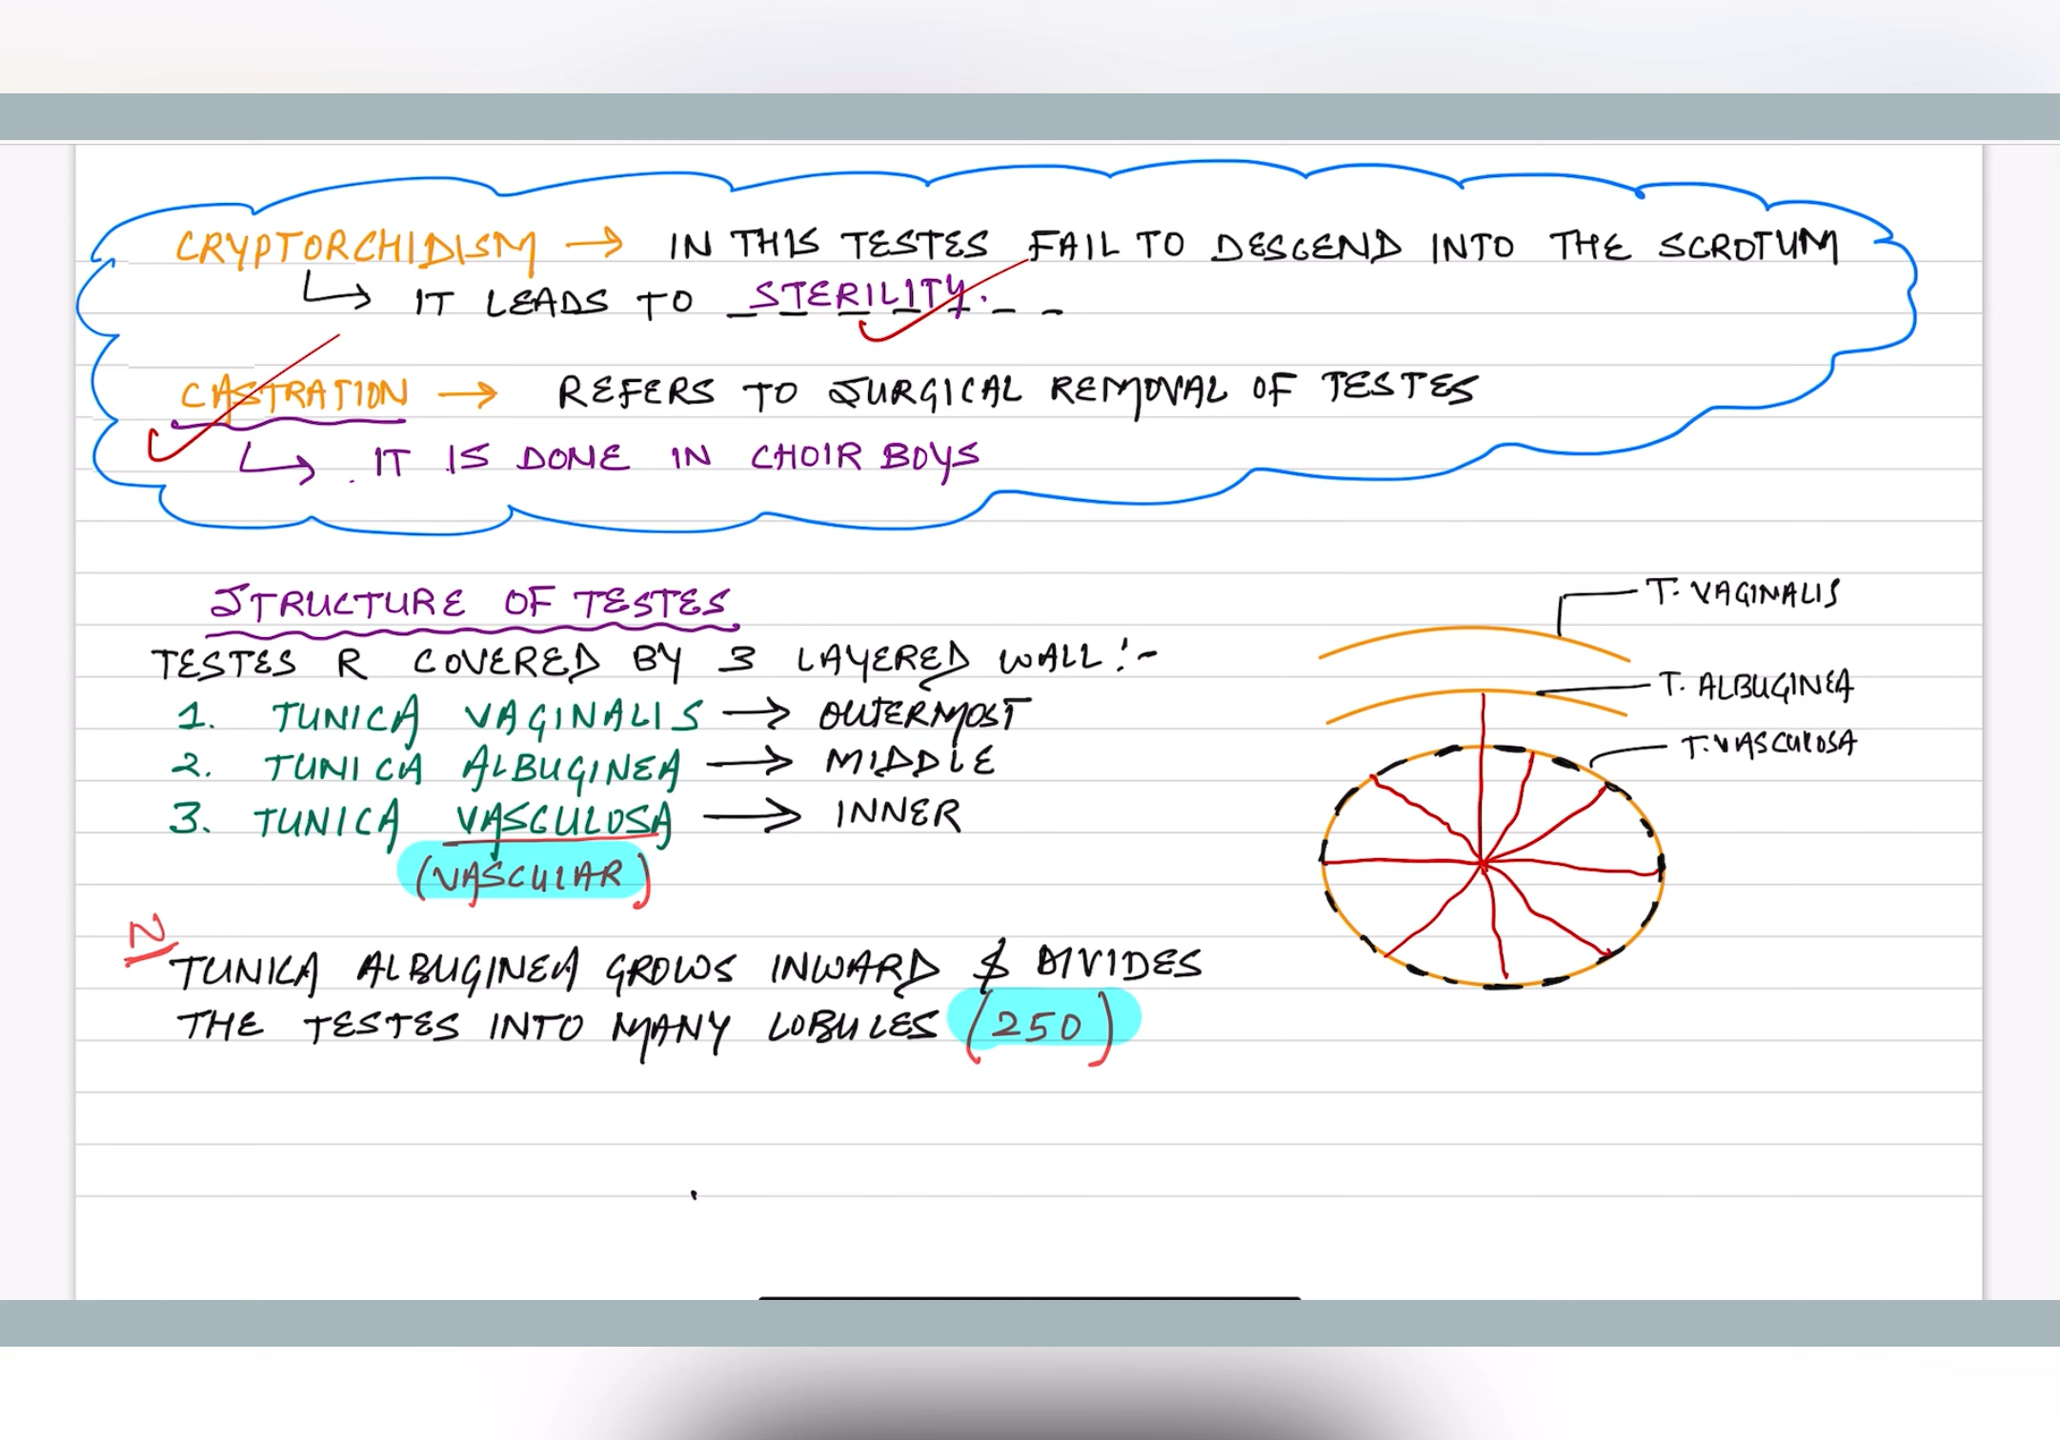 CRYPTORCHIDISM → IN THIS TESTES FAIL TO DESCEND INTO THE SCROTUM
↳ IT LEADS TO STERILITY.
CASTRATION → REFERS TO SURGICAL REMOVAL OF TESTES
↳ IT IS DONE IN CHOIR BOYS
STRUCTURE OF TESTES
TESTES R COVERED BY 3 LAYERED WALL :-
1. TUNICA VAGINALIS → OUTERMOST
2. TUNICA ALBUGINEA → MIDDLE
3. TUNICA VASCULOSA → INNER
(VASCULAR)
N
TUNICA ALBUGINEA GROWS INWARD & DIVIDES
THE TESTES INTO MANY LOBULES (250)
T. VAGINALIS
T. ALBUGINEA
T. VASCULOSA